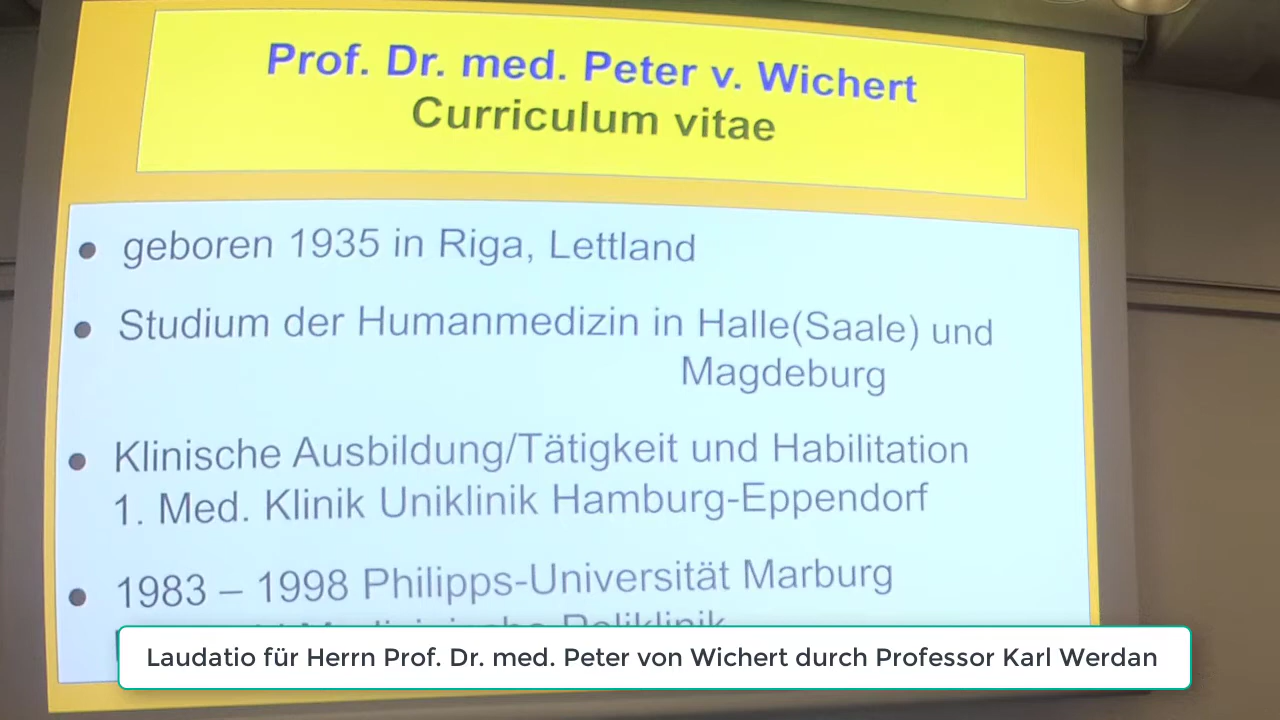 Prof. Dr. med. Peter v. Wichert
Curriculum vitae
• geboren 1935 in Riga, Lettland
• Studium der Humanmedizin in Halle(Saale) und
Magdeburg
• Klinische Ausbildung/Tätigkeit und Habilitation
1. Med. Klinik Uniklinik Hamburg-Eppendorf
• 1983 – 1998 Philipps-Universität Marburg
Poliklinik
Laudatio für Herrn Prof. Dr. med. Peter von Wichert durch Professor Karl Werdan